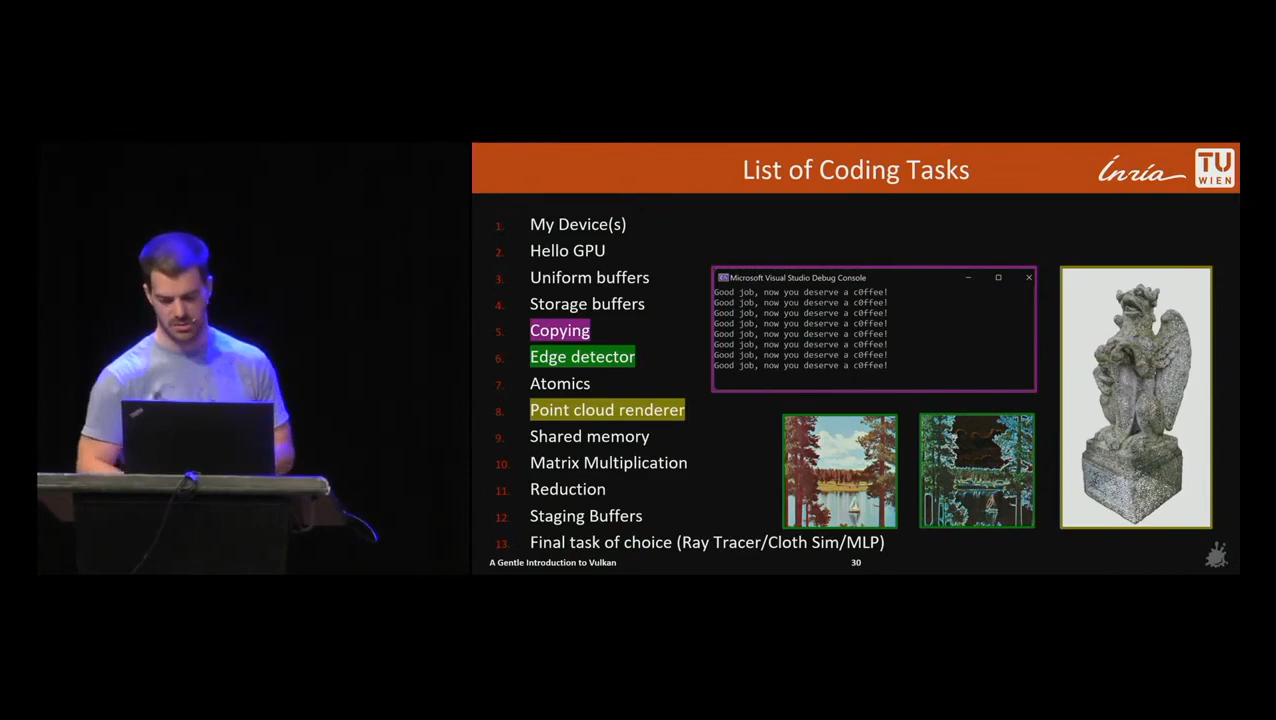 List of Coding Tasks
Inria
TU
WIEN
1. My Device(s)
2. Hello GPU
3. Uniform buffers
4. Storage buffers
5. Copying
6. Edge detector
7. Atomics
8. Point cloud renderer
9. Shared memory
10. Matrix Multiplication
11. Reduction
12. Staging Buffers
13. Final task of choice (Ray Tracer/Cloth Sim/MLP)
Microsoft Visual Studio Debug Console
Good job, now you deserve a c0ffee!
Good job, now you deserve a c0ffee!
Good job, now you deserve a c0ffee!
Good job, now you deserve a c0ffee!
Good job, now you deserve a c0ffee!
Good job, now you deserve a c0ffee!
Good job, now you deserve a c0ffee!
Good job, now you deserve a c0ffee!
A Gentle Introduction to Vulkan
30